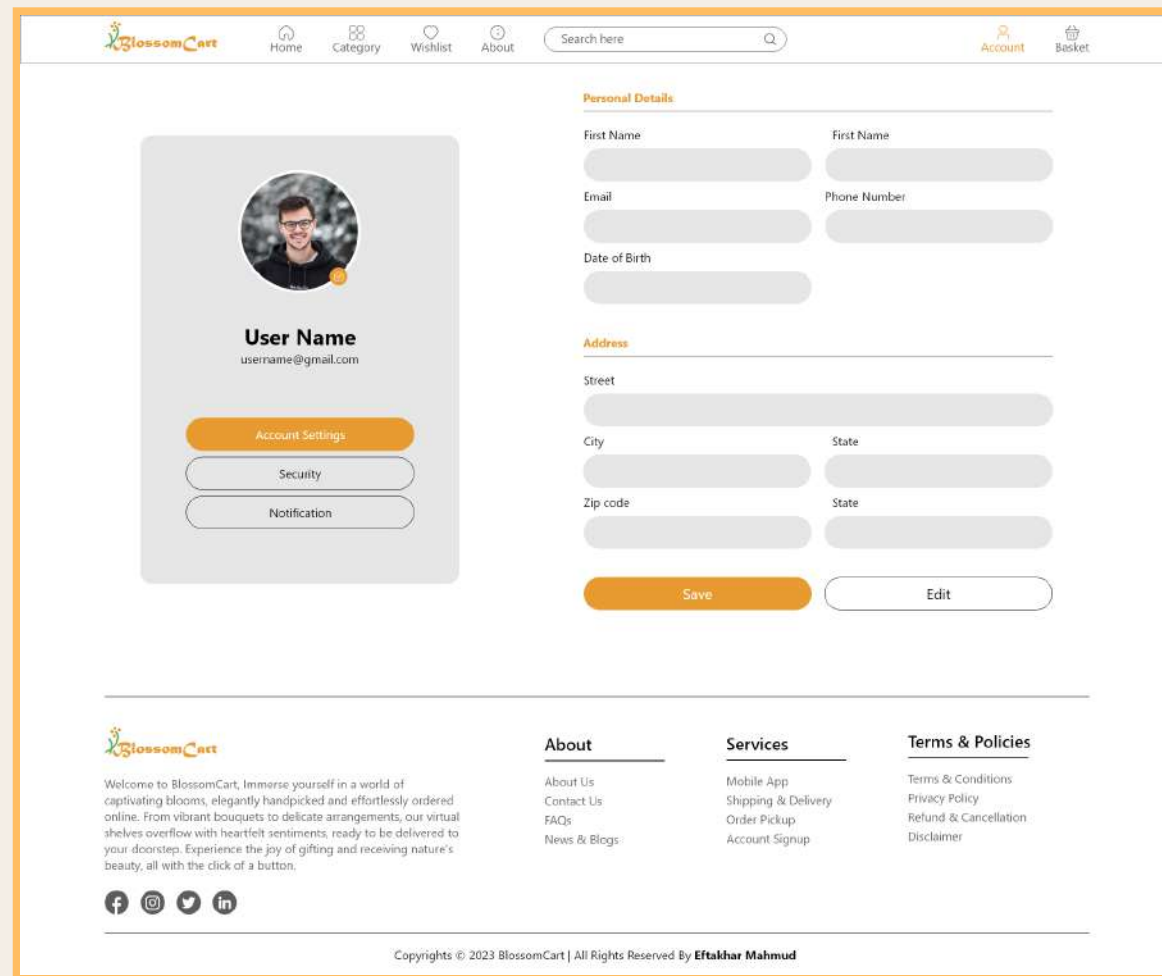 BlossomCart
Home
Category
Wishlist
About
Search here
Account
Basket
User Name
username@gmail.com
Account Settings
Security
Notification
Personal Details
First Name
First Name
Email
Phone Number
Date of Birth
Address
Street
City
State
Zip code
State
Save
Edit
BlossomCart
Welcome to BlossomCart, Immerse yourself in a world of
captivating blooms, elegantly handpicked and effortlessly ordered
online. From vibrant bouquets to delicate arrangements, our virtual
shelves overflow with heartfelt sentiments, ready to be delivered to
your doorstep. Experience the joy of gifting and receiving nature's
beauty, all with the click of a button.
About
About Us
Contact Us
FAQs
News & Blogs
Services
Mobile App
Shipping & Delivery
Order Pickup
Account Signup
Terms & Policies
Terms & Conditions
Privacy Policy
Refund & Cancellation
Disclaimer
Copyrights © 2023 BlossomCart | All Rights Reserved By Eftakhar Mahmud